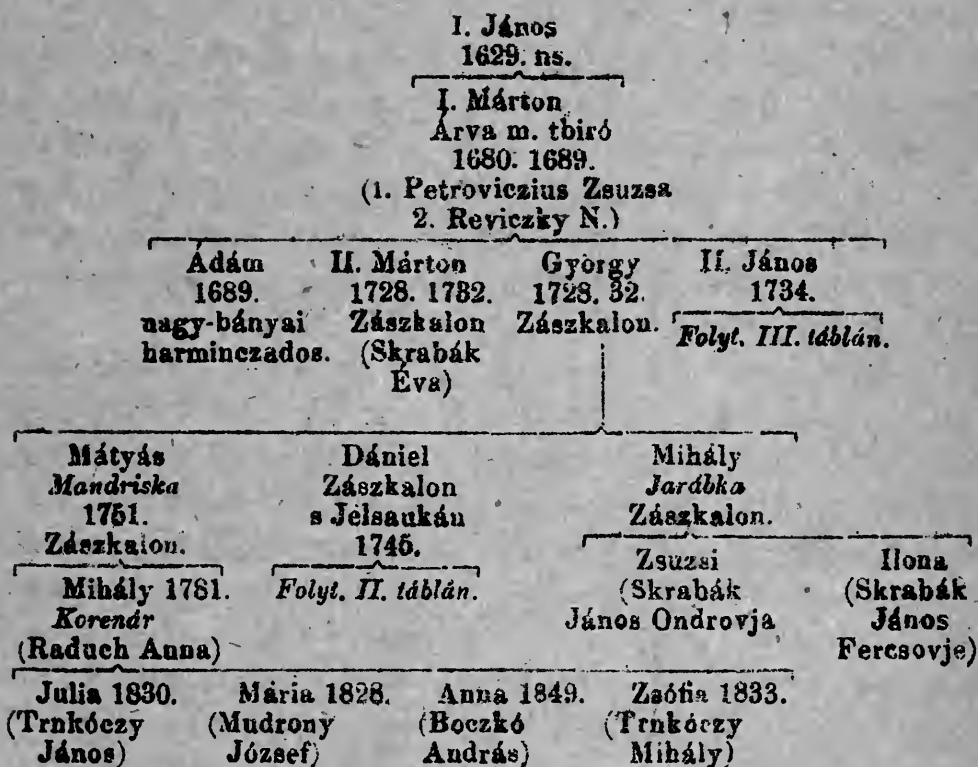 I. János
1629. ns.
I. Márton
Árva m. tbiró
1680. 1689.
(1. Petroviczius Zsuzsa
2. Reviczky N.)
Ádám II. Márton György II. János
1689. 1728. 1732. 1728. 32. 1734.
nagy-bányai Zászkalon Zászkalon. Folyt. III. táblán.
harminczados. (Skrabák
Éva)
Mátyás Dániel Mihály
Mandriska Zászkalon Jarábka
1751. s Jelsaukán Zászkalon.
Zászkalon. 1745.
Zsuzsi Ilona
Mihály 1781. Folyt. II. táblán. (Skrabák (Skrabák
Korenár János Ondrovja János
(Raduch Anna) Fercsovje)
Julia 1830. Mária 1828. Anna 1849. Zsófia 1833.
(Trnkóczy (Mudrony (Boczkó (Trnkóczy
János) József) András) Mihály)